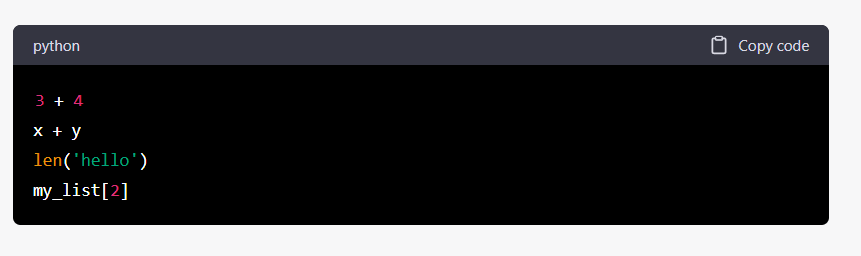 python Copy code
3 + 4
x + y
len('hello')
my_list[2]